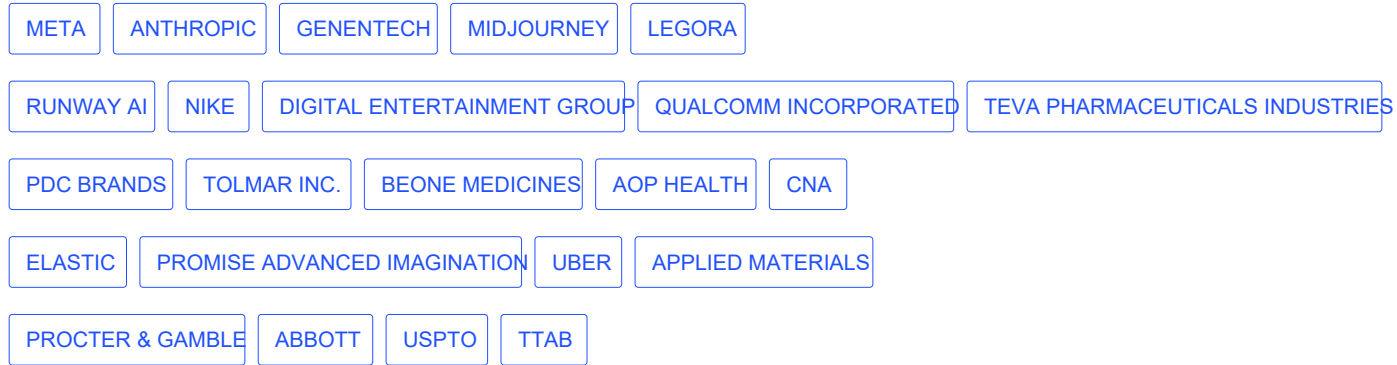 META ANTHROPIC GENENTECH MIDJOURNEY LEGORA
RUNWAY AI NIKE DIGITAL ENTERTAINMENT GROUP QUALCOMM INCORPORATED TEVA PHARMACEUTICALS INDUSTRIES
PDC BRANDS TOLMAR INC. BEONE MEDICINES AOP HEALTH CNA
ELASTIC PROMISE ADVANCED IMAGINATION UBER APPLIED MATERIALS
PROCTER & GAMBLE ABBOTT USPTO TTAB